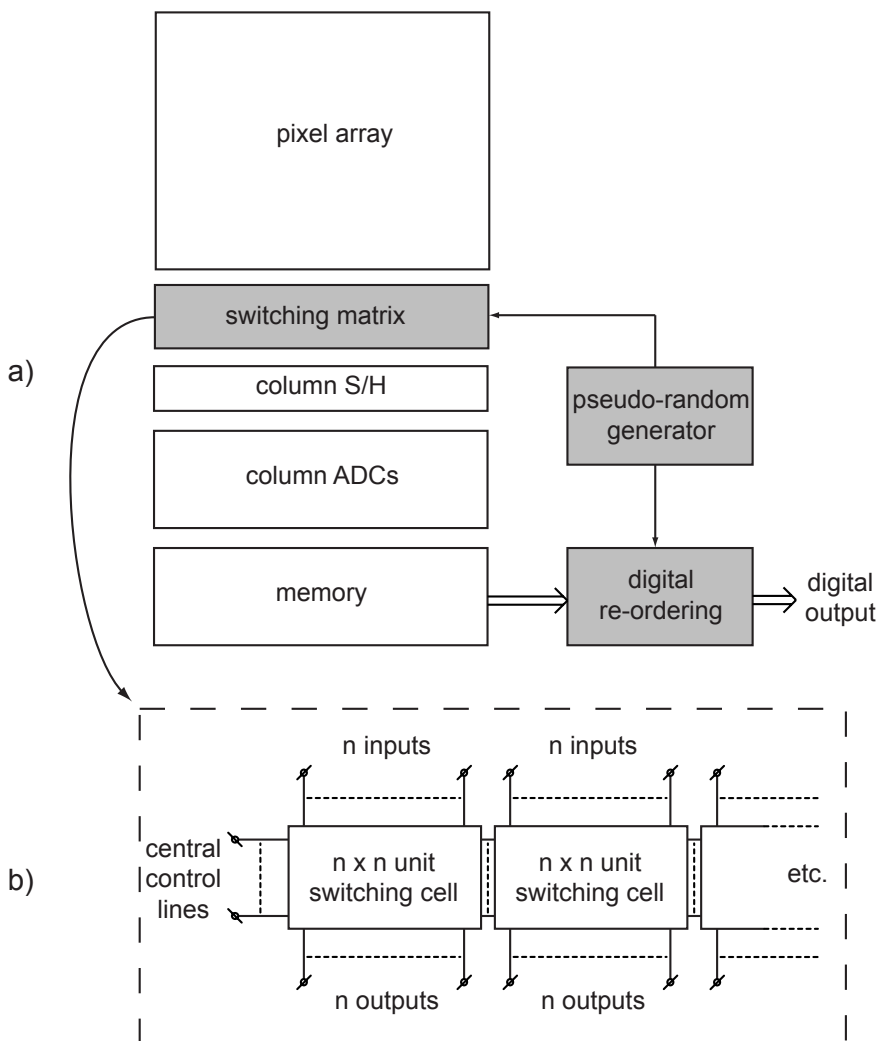 pixel array
switching matrix
a)
column S/H
pseudo-random
generator
column ADCs
memory
digital
re-ordering
digital
output
n inputs
n inputs
b)
central
control
lines
n x n unit
switching cell
n x n unit
switching cell
etc.
n outputs
n outputs